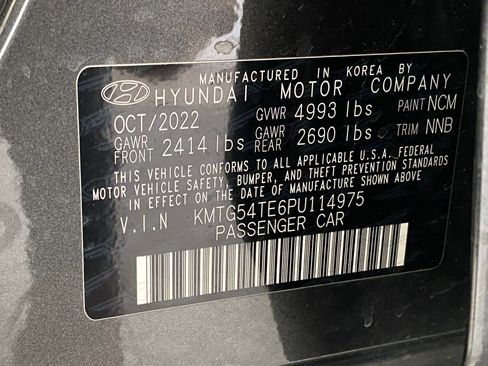 MANUFACTURED IN KOREA BY
HYUNDAI MOTOR COMPANY
OCT/2022 GVWR 4993 lbs PAINT NCM
GAWR FRONT 2414 lbs GAWR REAR 2690 lbs TRIM NNB
THIS VEHICLE CONFORMS TO ALL APPLICABLE U.S.A. FEDERAL
MOTOR VEHICLE SAFETY, BUMPER, AND THEFT PREVENTION STANDARDS
IN EFFECT ON THE DATE OF MANUFACTURE SHOWN ABOVE.
V.I.N KMTG54TE6PU114975
PASSENGER CAR